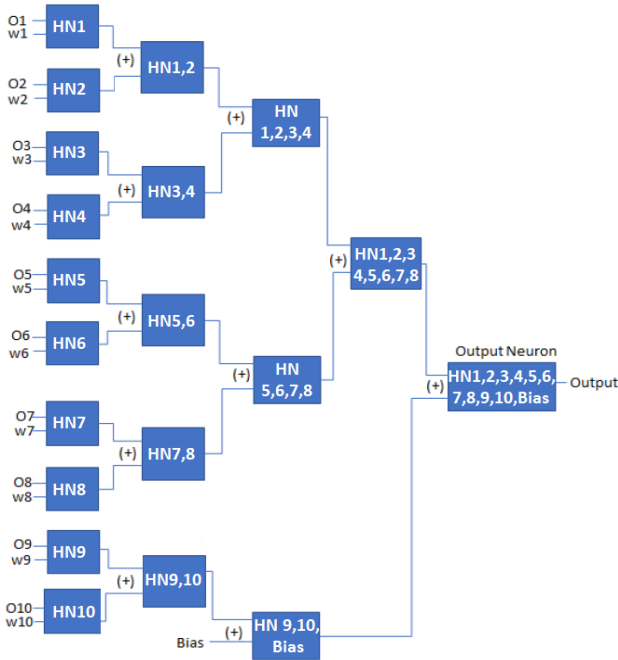 O1
w1
HN1
(+)
HN1,2
O2
w2
HN2
(+)
HN
1,2,3,4
O3
w3
HN3
(+)
HN3,4
O4
w4
HN4
(+)
HN1,2,3
4,5,6,7,8
O5
w5
HN5
(+)
HN5,6
O6
w6
HN6
(+)
HN
5,6,7,8
Output Neuron
(+)
HN1,2,3,4,5,6,
7,8,9,10,Bias
Output
O7
w7
HN7
(+)
HN7,8
O8
w8
HN8
O9
w9
HN9
(+)
HN9,10
O10
w10
HN10
Bias
(+)
HN 9,10,
Bias